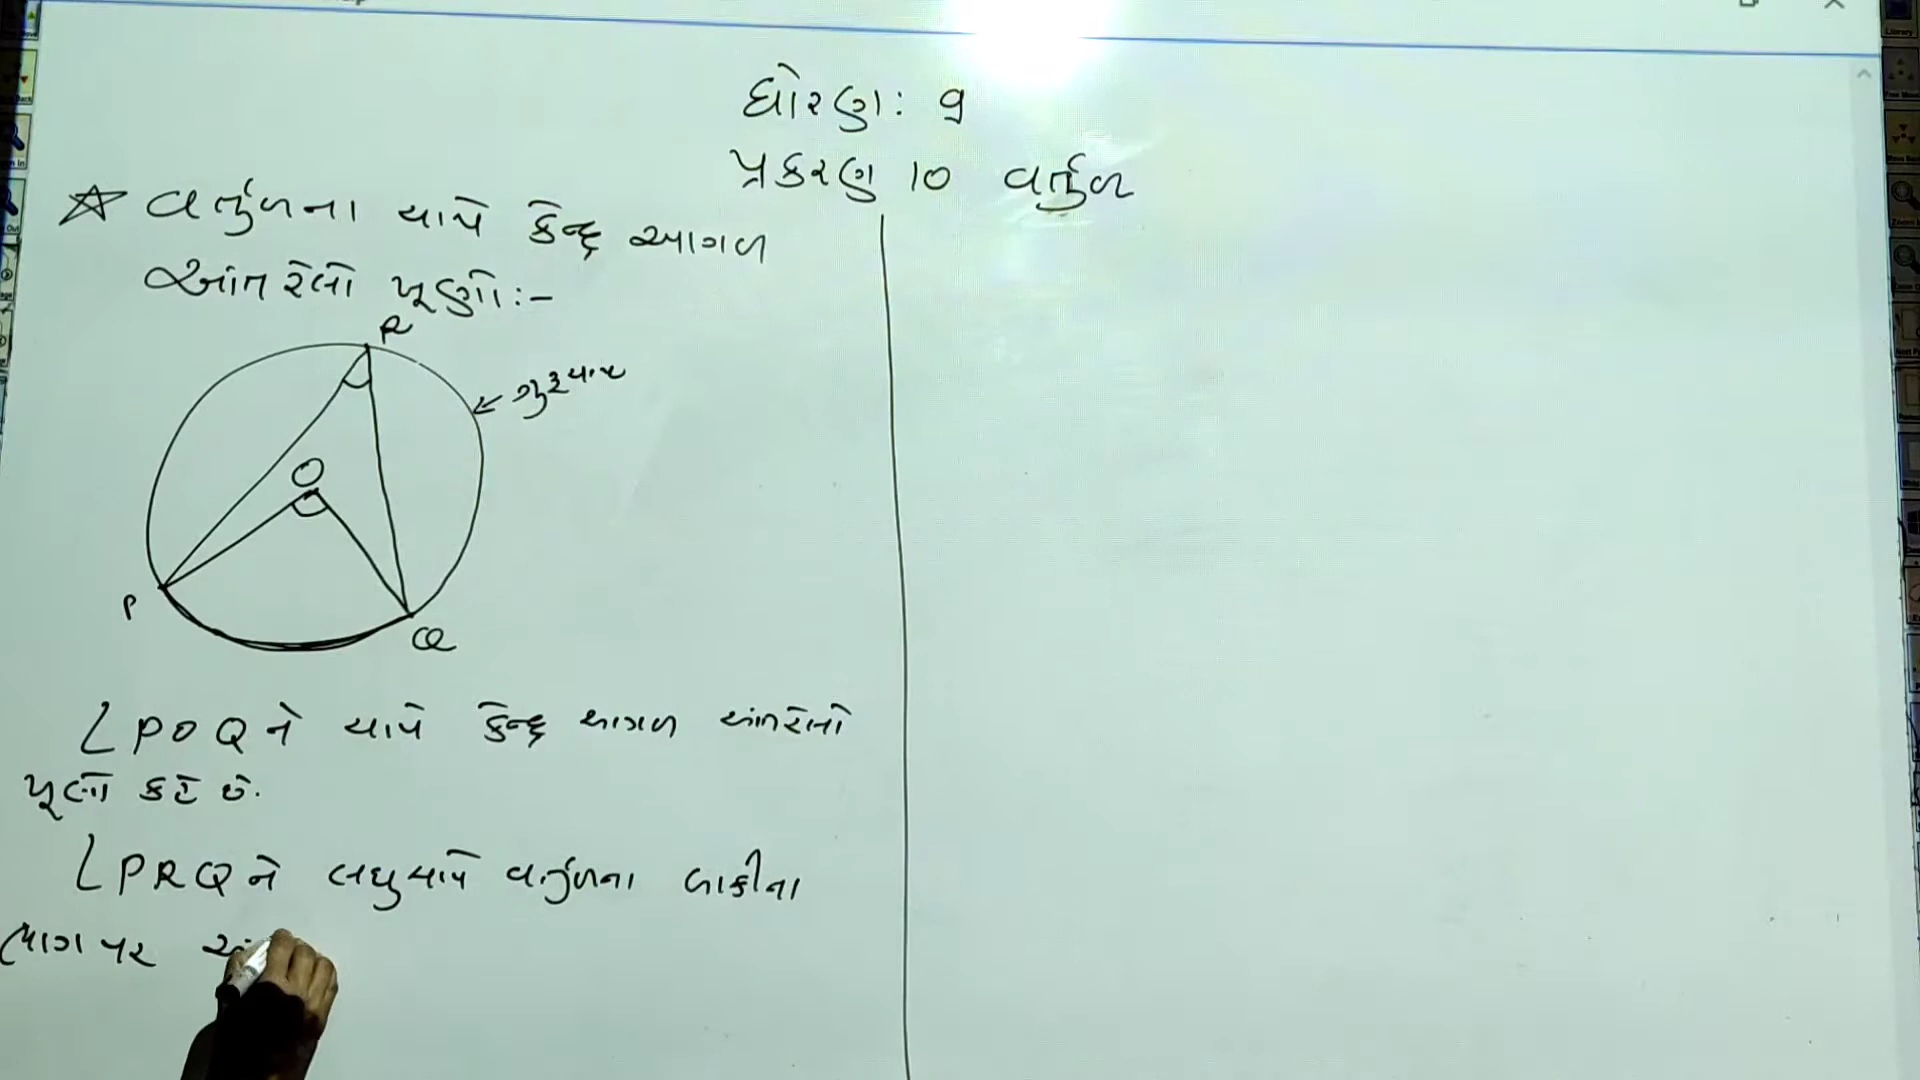 ધોરણ: 9
પ્રકરણ 10 વર્તુળ
☆ વર્તુળના ચાપે કેન્દ્ર આગળ
આંતરેલો ખૂણો:-
R
ગુરુચાપ
O
P
Q
∠POQ ને ચાપે કેન્દ્ર આગળ આંતરેલો
ખૂણો કહે છે.
∠PRQ ને લઘુચાપે વર્તુળના બાકીના
ભાગ પર